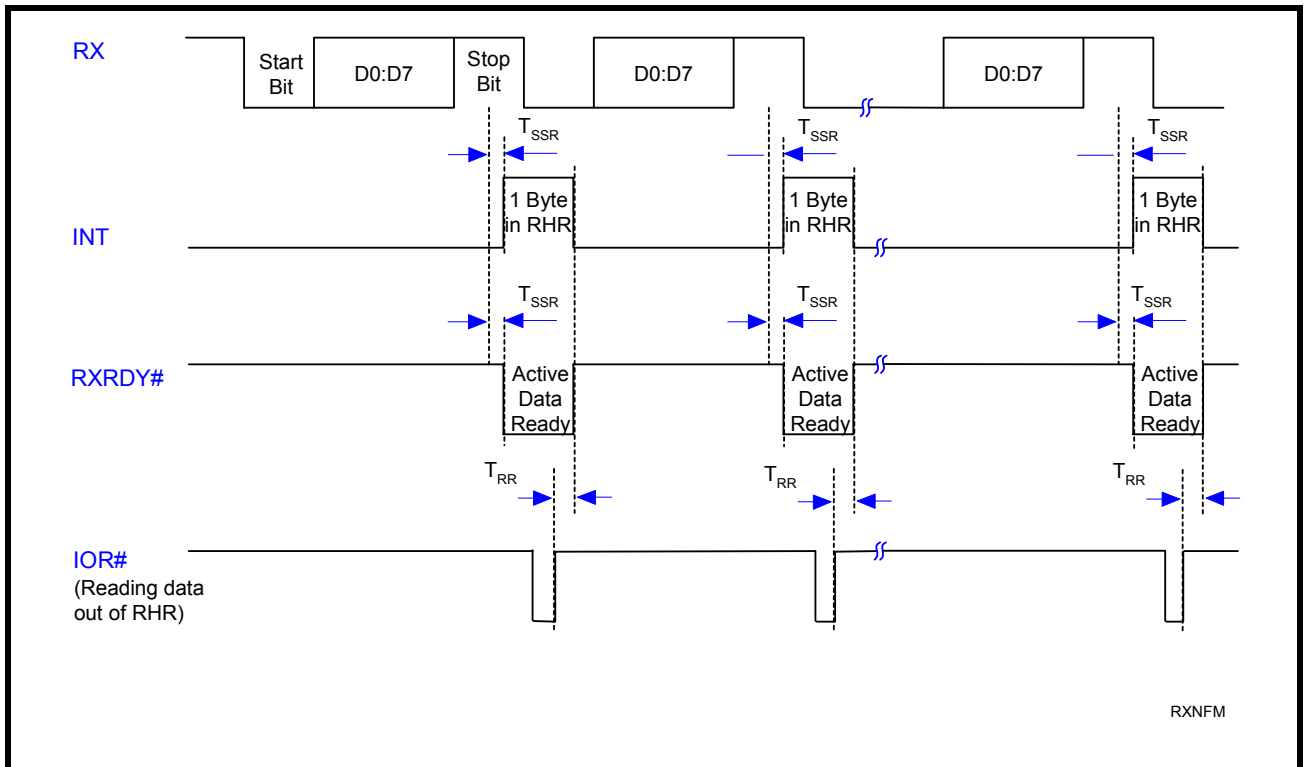 RX
Start
Bit
D0:D7
Stop
Bit
D0:D7
D0:D7
TSSR
TSSR
TSSR
INT
1 Byte
in RHR
1 Byte
in RHR
1 Byte
in RHR
TSSR
TSSR
TSSR
RXRDY#
Active
Data
Ready
Active
Data
Ready
Active
Data
Ready
TRR
TRR
TRR
IOR#
(Reading data
out of RHR)
RXNFM